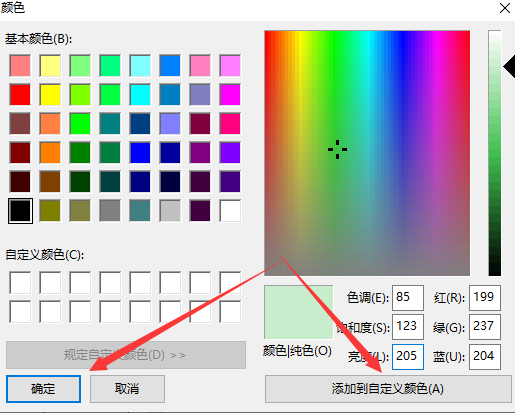 颜色
基本颜色(B):
自定义颜色(C):
规定自定义颜色(D) >>
确定 取消
色调(E): 85 红(R): 199
饱和度(S): 123 绿(G): 237
颜色|纯色(O) 亮度(L): 205 蓝(U): 204
添加到自定义颜色(A)